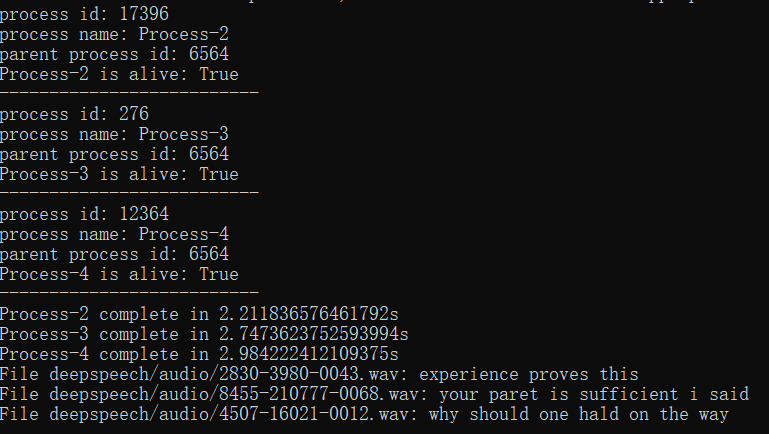 process id: 17396
process name: Process-2
parent process id: 6564
Process-2 is alive: True
--------------------------
process id: 276
process name: Process-3
parent process id: 6564
Process-3 is alive: True
--------------------------
process id: 12364
process name: Process-4
parent process id: 6564
Process-4 is alive: True
--------------------------
Process-2 complete in 2.211836576461792s
Process-3 complete in 2.7473623752593994s
Process-4 complete in 2.984222412109375s
File deepspeech/audio/2830-3980-0043.wav: experience proves this
File deepspeech/audio/8455-210777-0068.wav: your paret is sufficient i said
File deepspeech/audio/4507-16021-0012.wav: why should one hald on the way